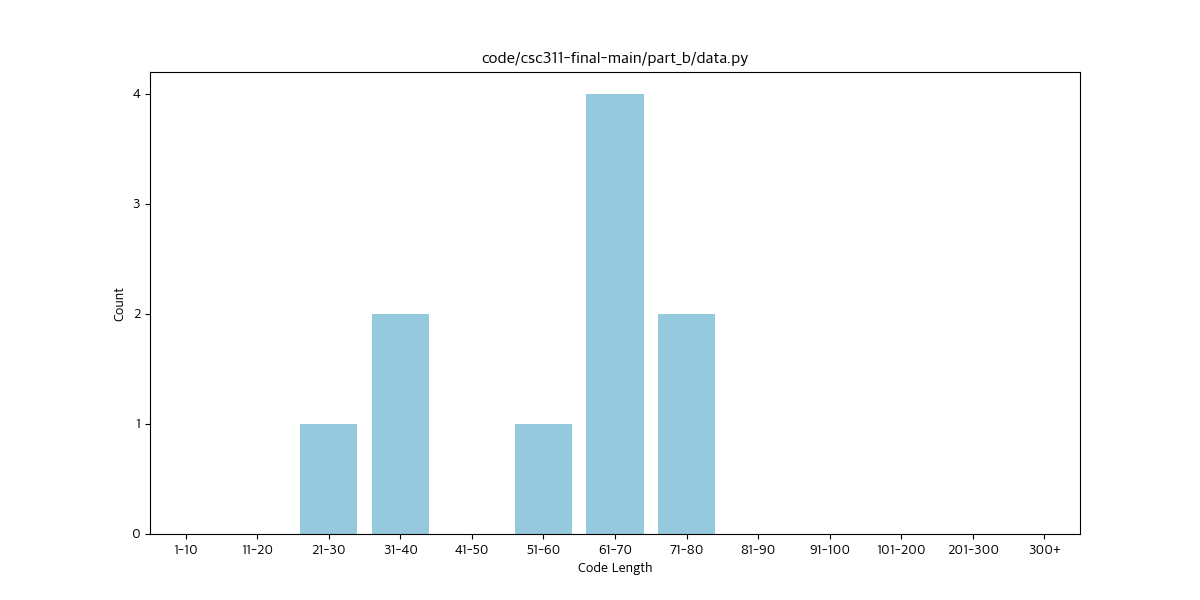 code/csc311-final-main/part_b/data.py
4
3
2
1
0
Count
1-10 11-20 21-30 31-40 41-50 51-60 61-70 71-80 81-90 91-100 101-200 201-300 300+
Code Length